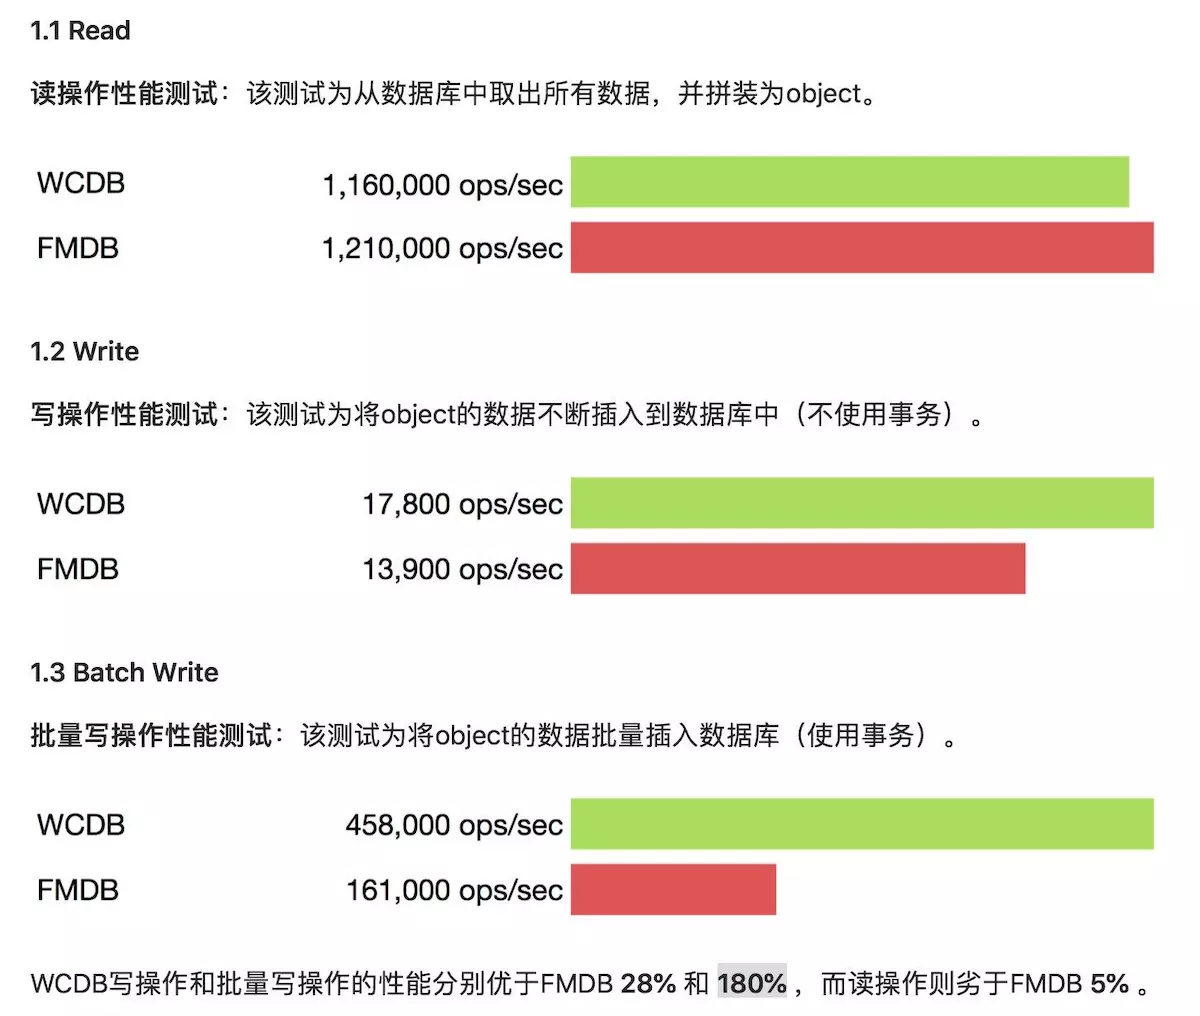 1.1 Read
读操作性能测试：该测试为从数据库中取出所有数据，并拼装为object。
WCDB 1,160,000 ops/sec
FMDB 1,210,000 ops/sec
1.2 Write
写操作性能测试：该测试为将object的数据不断插入到数据库中（不使用事务）。
WCDB 17,800 ops/sec
FMDB 13,900 ops/sec
1.3 Batch Write
批量写操作性能测试：该测试为将object的数据批量插入数据库（使用事务）。
WCDB 458,000 ops/sec
FMDB 161,000 ops/sec
WCDB写操作和批量写操作的性能分别优于FMDB 28% 和 180% ，而读操作则劣于FMDB 5% 。